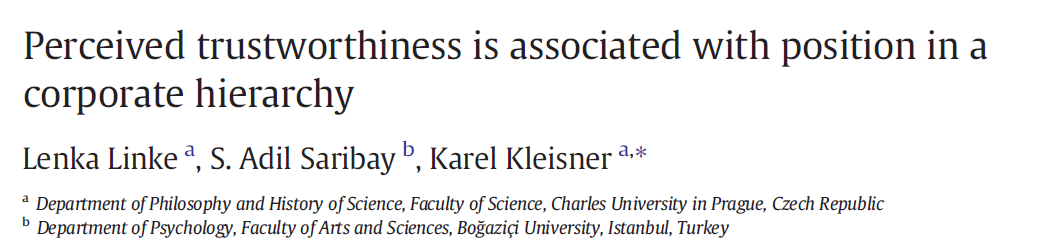 Perceived trustworthiness is associated with position in a
corporate hierarchy
Lenka Linke a, S. Adil Saribay b, Karel Kleisner a,*
a Department of Philosophy and History of Science, Faculty of Science, Charles University in Prague, Czech Republic
b Department of Psychology, Faculty of Arts and Sciences, Boğaziçi University, Istanbul, Turkey